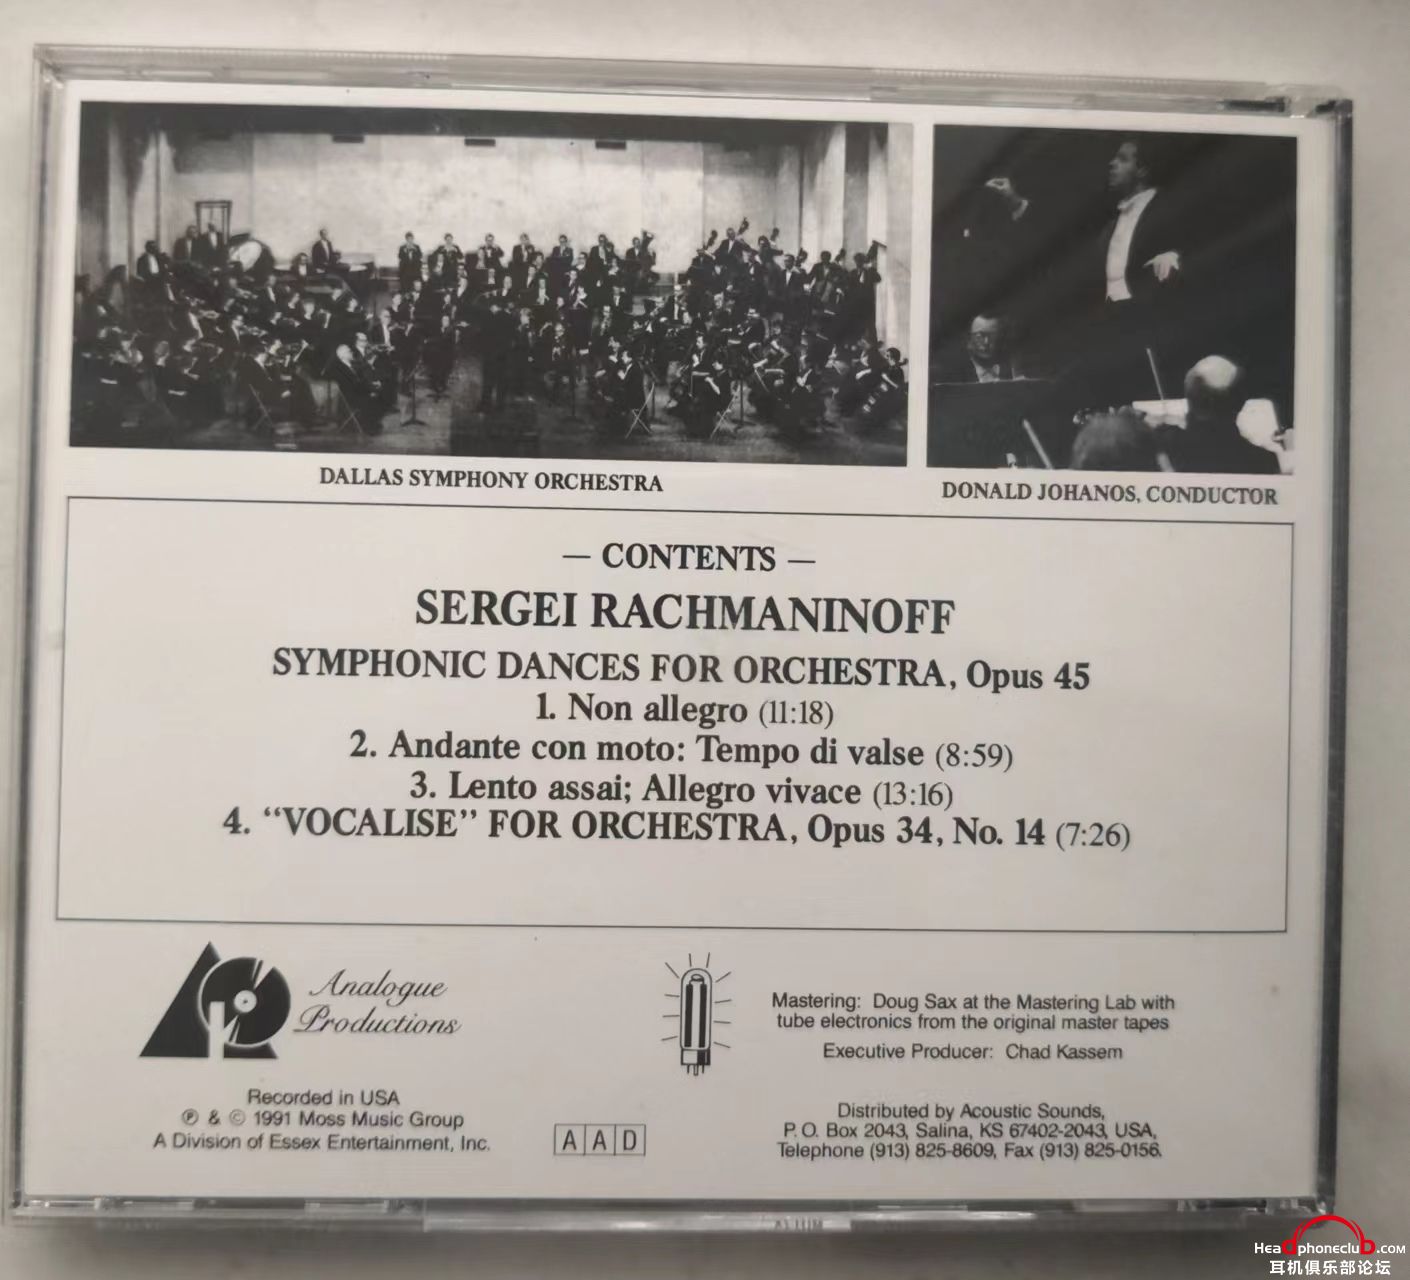 DALLAS SYMPHONY ORCHESTRA
DONALD JOHANOS, CONDUCTOR
— CONTENTS —
SERGEI RACHMANINOFF
SYMPHONIC DANCES FOR ORCHESTRA, Opus 45
1. Non allegro (11:18)
2. Andante con moto: Tempo di valse (8:59)
3. Lento assai; Allegro vivace (13:16)
4. “VOCALISE” FOR ORCHESTRA, Opus 34, No. 14 (7:26)
Analogue
Productions
Recorded in USA
℗ & © 1991 Moss Music Group
A Division of Essex Entertainment, Inc.
A A D
Mastering: Doug Sax at the Mastering Lab with
tube electronics from the original master tapes
Executive Producer: Chad Kassem
Distributed by Acoustic Sounds,
P. O. Box 2043, Salina, KS 67402-2043, USA,
Telephone (913) 825-8609, Fax (913) 825-0156.
Headphoneclub.com
耳机俱乐部论坛